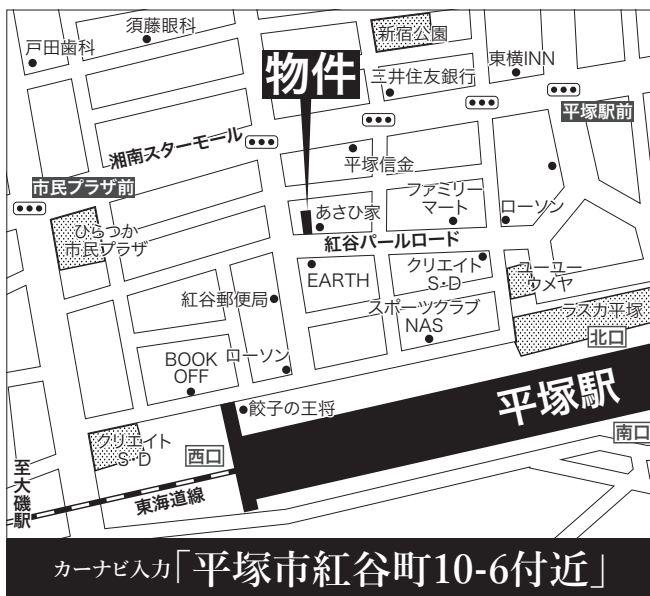 新宿公園
須藤眼科
戸田歯科
東横INN
物件
三井住友銀行
平塚駅前
湘南スターモール
平塚信金
市民プラザ前
ひらつか
市民プラザ
あさひ家
ファミリー
マート
ローソン
紅谷パールロード
EARTH
クリエイト
S・D
ユーユー
ウメヤ
紅谷郵便局
スポーツクラブ
NAS
ラスカ平塚
北口
BOOK
OFF
ローソン
餃子の王将
平塚駅
クリエイト
S・D
西口
南口
至大磯駅
東海道線
カーナビ入力「平塚市紅谷町10-6付近」